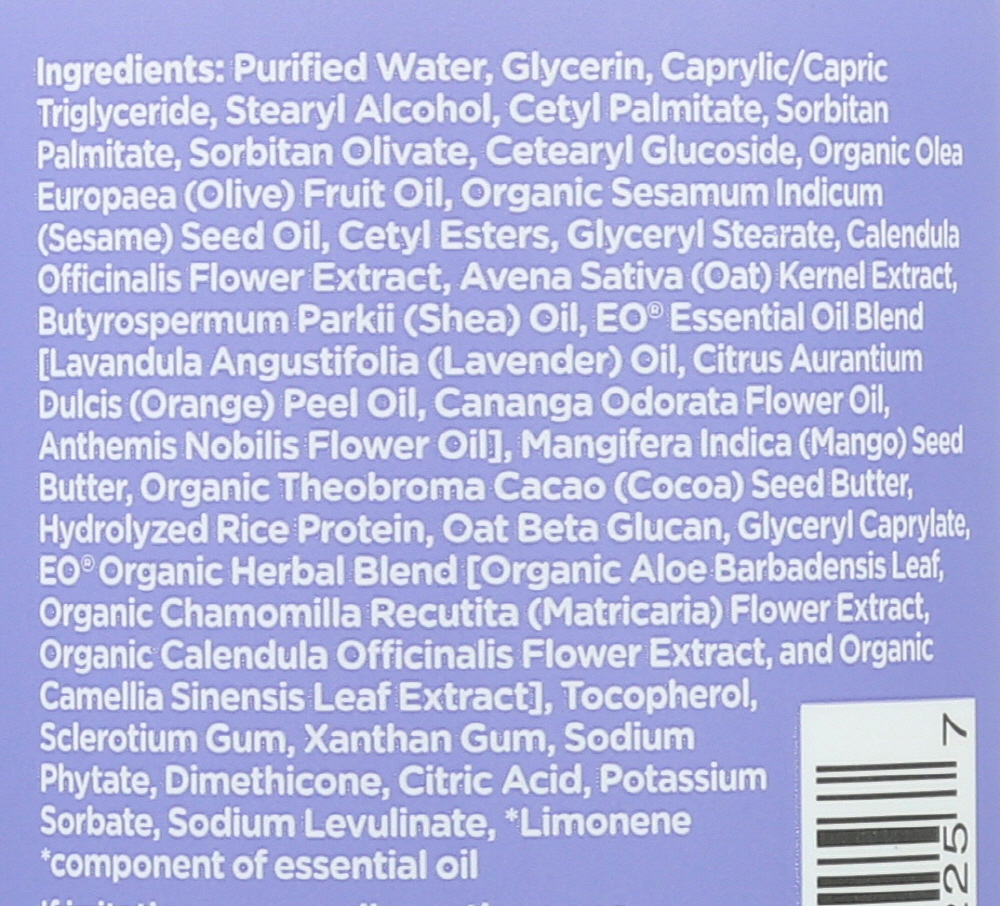 Ingredients: Purified Water, Glycerin, Caprylic/Capric
Triglyceride, Stearyl Alcohol, Cetyl Palmitate, Sorbitan
Palmitate, Sorbitan Olivate, Cetearyl Glucoside, Organic Olea
Europaea (Olive) Fruit Oil, Organic Sesamum Indicum
(Sesame) Seed Oil, Cetyl Esters, Glyceryl Stearate, Calendula
Officinalis Flower Extract, Avena Sativa (Oat) Kernel Extract,
Butyrospermum Parkii (Shea) Oil, EO® Essential Oil Blend
[Lavandula Angustifolia (Lavender) Oil, Citrus Aurantium
Dulcis (Orange) Peel Oil, Cananga Odorata Flower Oil,
Anthemis Nobilis Flower Oil], Mangifera Indica (Mango) Seed
Butter, Organic Theobroma Cacao (Cocoa) Seed Butter,
Hydrolyzed Rice Protein, Oat Beta Glucan, Glyceryl Caprylate,
EO® Organic Herbal Blend [Organic Aloe Barbadensis Leaf,
Organic Chamomilla Recutita (Matricaria) Flower Extract,
Organic Calendula Officinalis Flower Extract, and Organic
Camellia Sinensis Leaf Extract], Tocopherol,
Sclerotium Gum, Xanthan Gum, Sodium
Phytate, Dimethicone, Citric Acid, Potassium
Sorbate, Sodium Levulinate, *Limonene
*component of essential oil
7
225